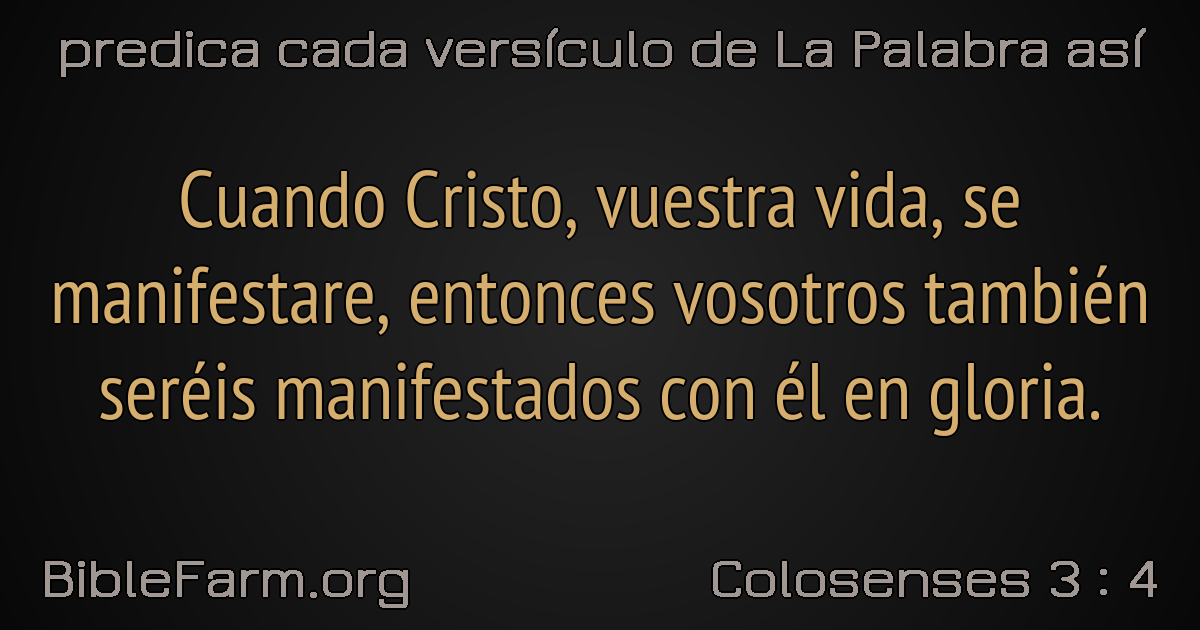 predica cada versículo de La Palabra así
Cuando Cristo, vuestra vida, se
manifestare, entonces vosotros también
seréis manifestados con él en gloria.
BibleFarm.org
Colosenses 3 : 4